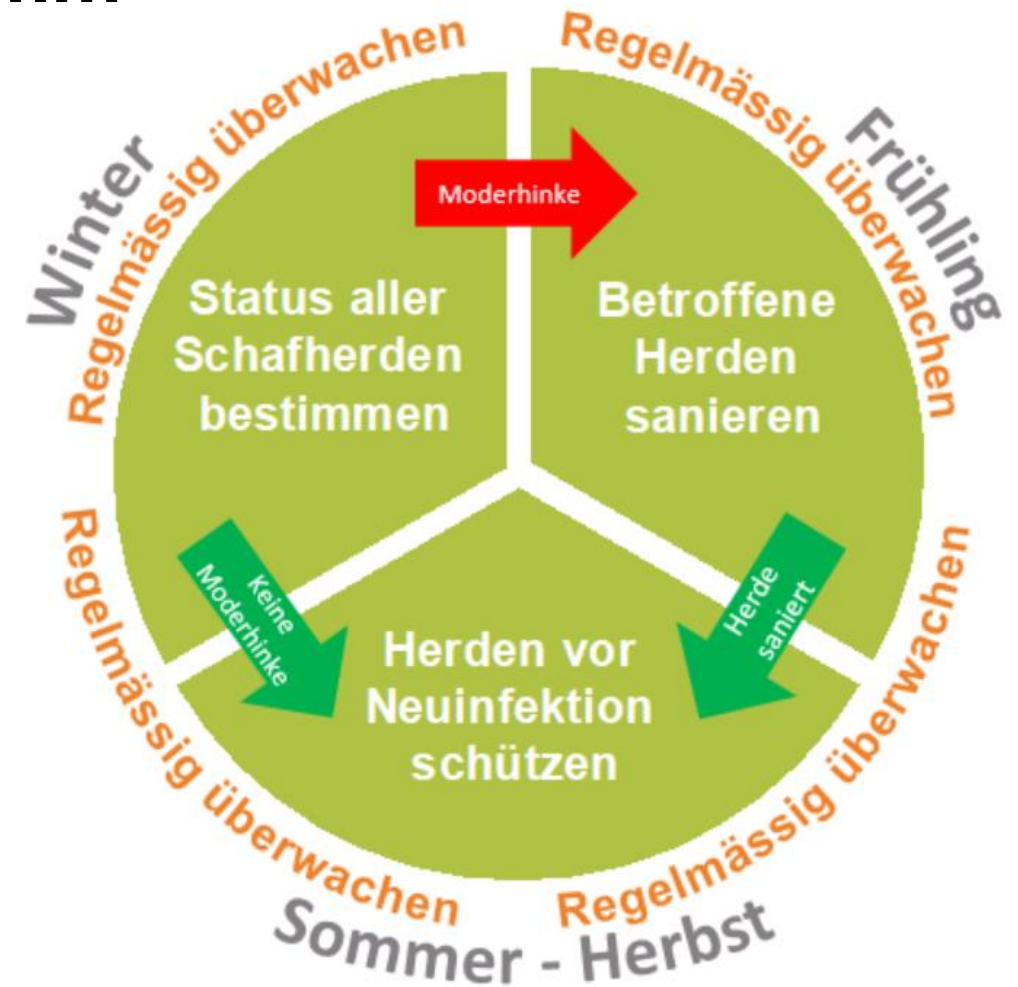 Regelmässig überwachen
Regelmässig überwachen
Winter
Frühling
Moderhinke
Status aller
Schafherden
bestimmen
Betroffene
Herden
sanieren
Keine
Moderhinke
Herde
saniert
Herden vor
Neuinfektion
schützen
Regelmässig überwachen
Regelmässig überwachen
Sommer - Herbst